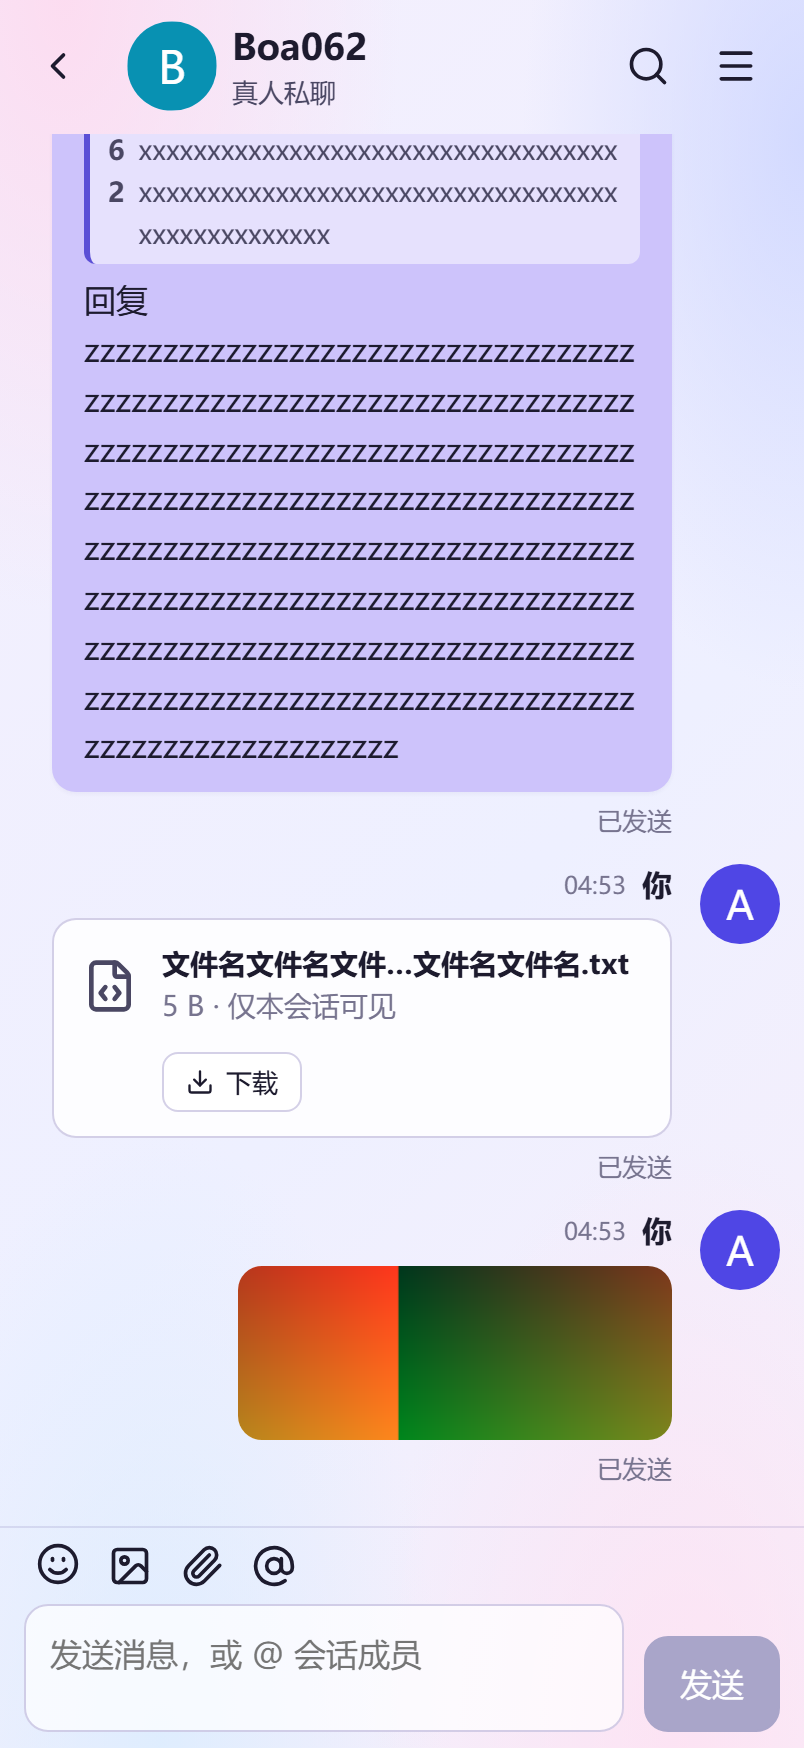 B
Boa062
真人私聊
6 xxxxxxxxxxxxxxxxxxxxxxxxxxxxxxxxxxx
2 xxxxxxxxxxxxxxxxxxxxxxxxxxxxxxxxxxx
xxxxxxxxxxxxxx
回复
zzzzzzzzzzzzzzzzzzzzzzzzzzzzzzzzzzz
zzzzzzzzzzzzzzzzzzzzzzzzzzzzzzzzzzz
zzzzzzzzzzzzzzzzzzzzzzzzzzzzzzzzzzz
zzzzzzzzzzzzzzzzzzzzzzzzzzzzzzzzzzz
zzzzzzzzzzzzzzzzzzzzzzzzzzzzzzzzzzz
zzzzzzzzzzzzzzzzzzzzzzzzzzzzzzzzzzz
zzzzzzzzzzzzzzzzzzzzzzzzzzzzzzzzzzz
zzzzzzzzzzzzzzzzzzzzzzzzzzzzzzzzzzz
zzzzzzzzzzzzzzzzzzzz
已发送
04:53 你
A
文件名文件名文件...文件名文件名.txt
5 B · 仅本会话可见
下载
已发送
04:53 你
A
已发送
发送消息，或 @ 会话成员
发送